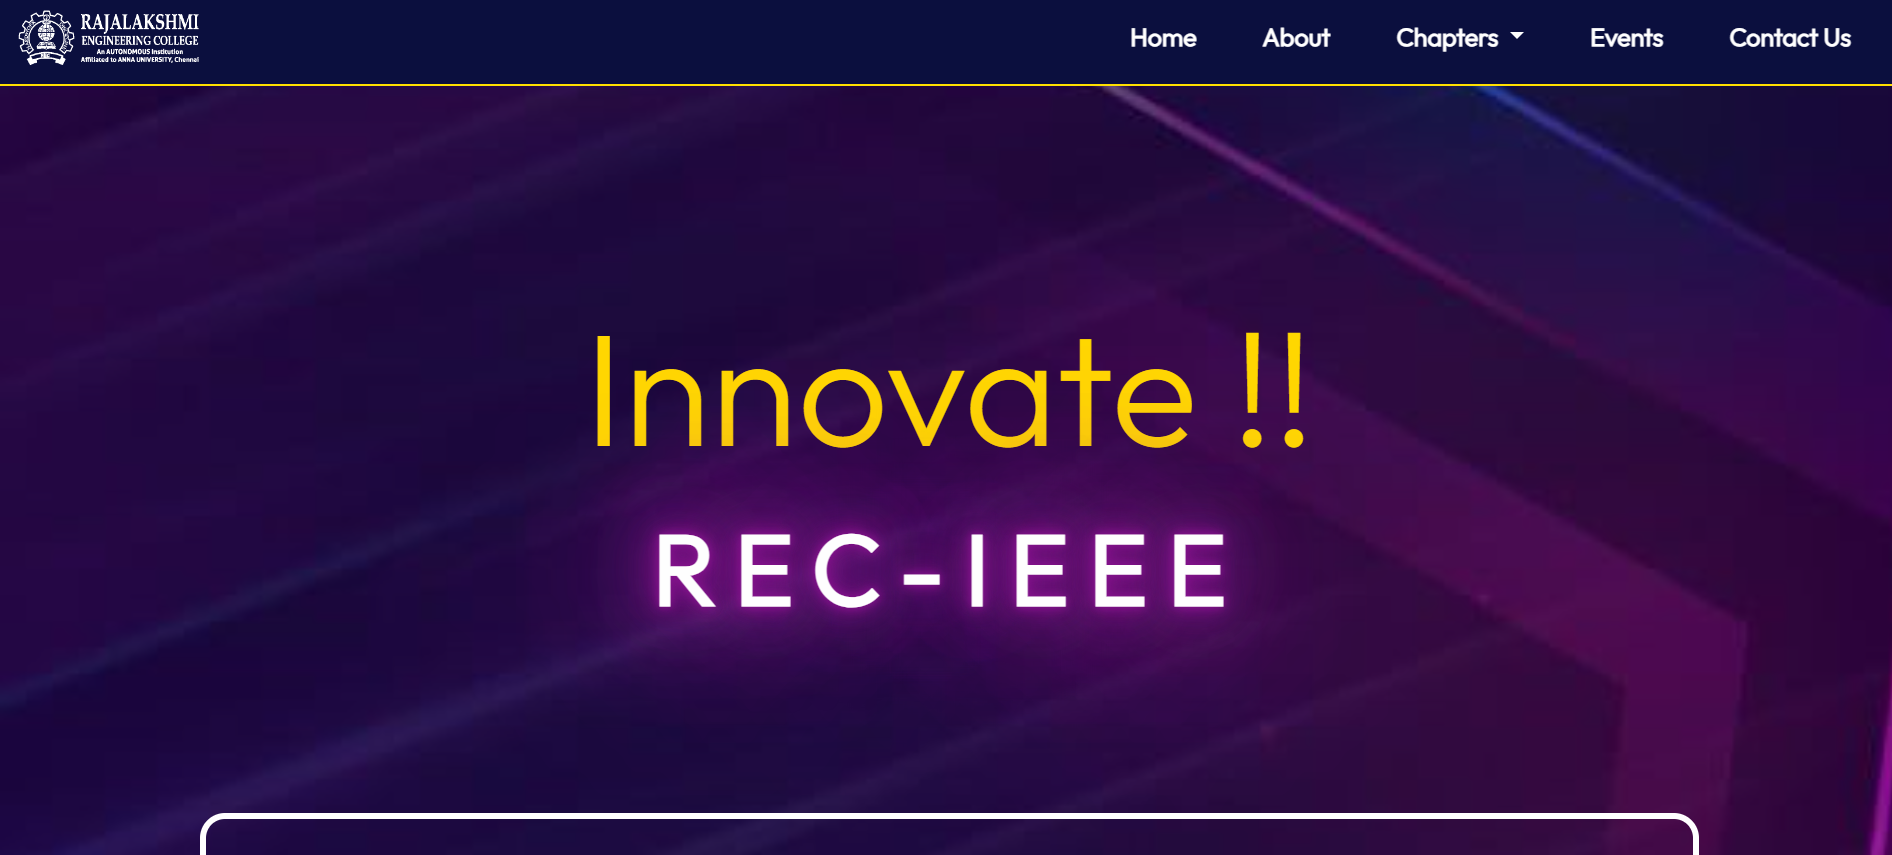 RAJALAKSHMI
ENGINEERING COLLEGE
An AUTONOMOUS Institution
Affiliated to ANNA UNIVERSITY, Chennai
Home About Chapters Events Contact Us
Innovate !!
REC-IEEE